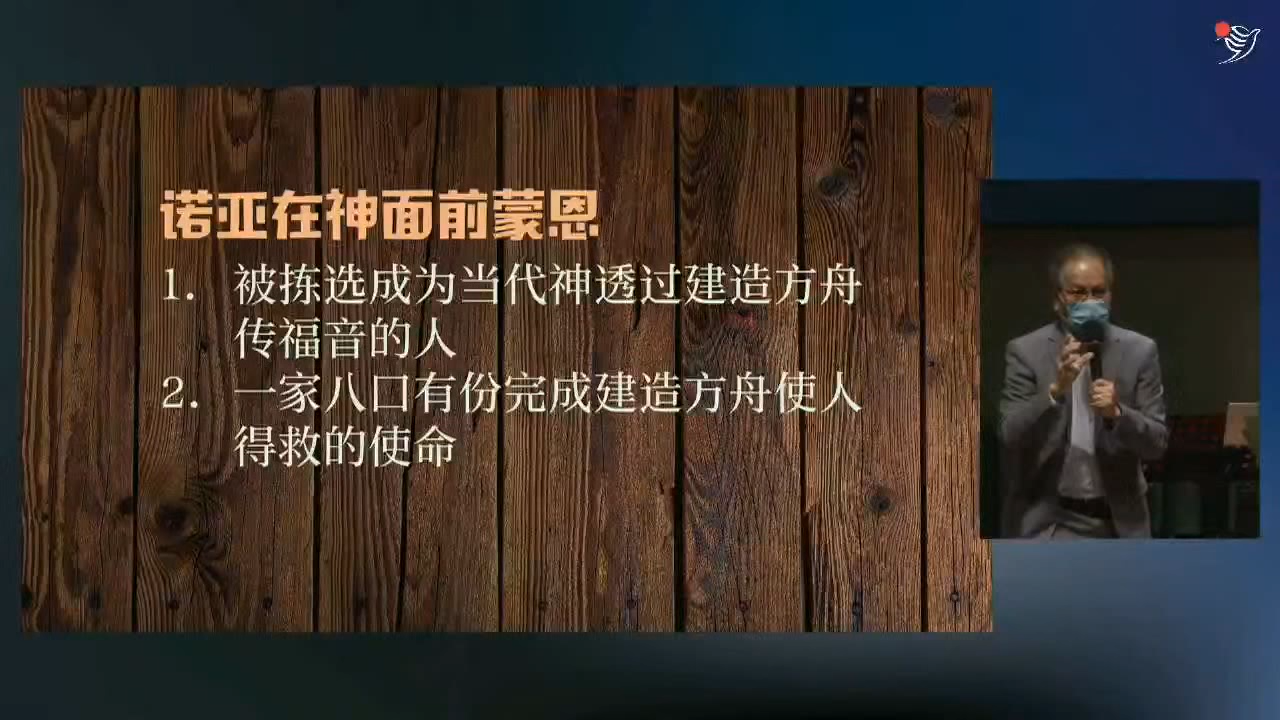 诺亚在神面前蒙恩
1. 被拣选成为当代神透过建造方舟
传福音的人
2. 一家八口有份完成建造方舟使人
得救的使命